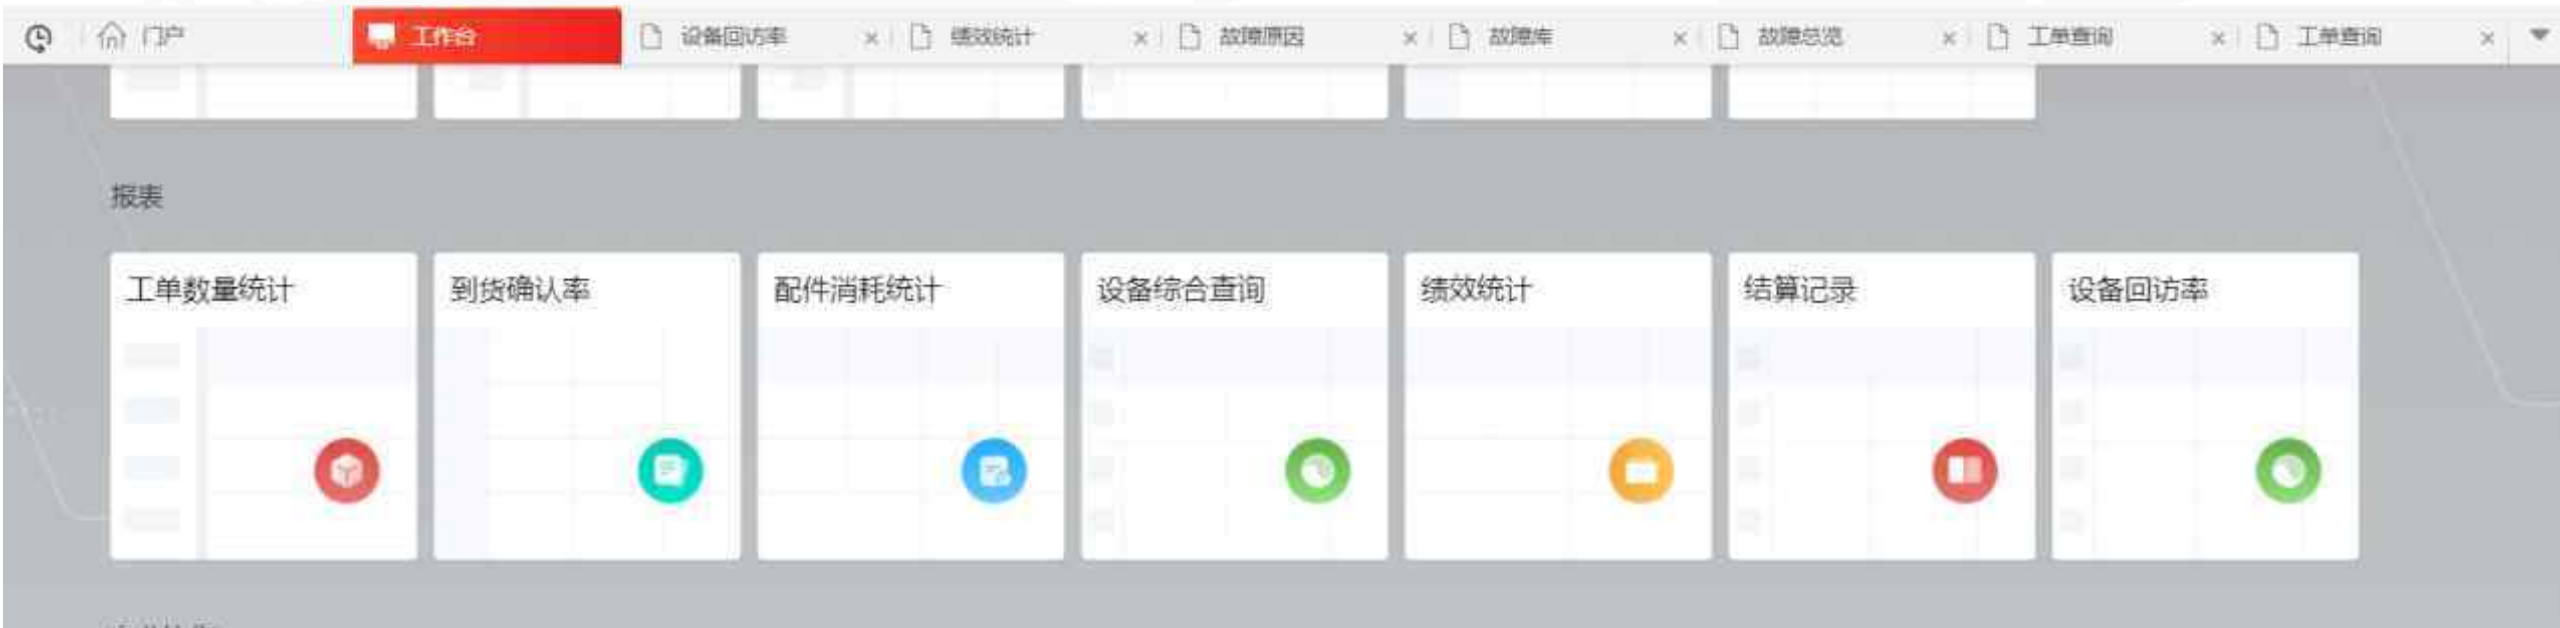 门户 工作台 设备回访率 绩效统计 故障原因 故障库 故障总览 工单查询 工单查询
报表
工单数量统计 到货确认率 配件消耗统计 设备综合查询 绩效统计 结算记录 设备回访率